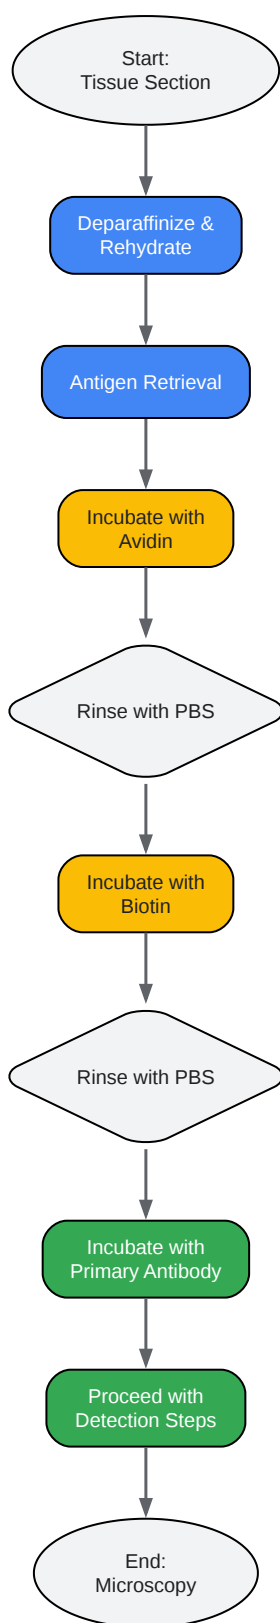 Start:
Tissue Section
Deparaffinize &
Rehydrate
Antigen Retrieval
Incubate with
Avidin
Rinse with PBS
Incubate with
Biotin
Rinse with PBS
Incubate with
Primary Antibody
Proceed with
Detection Steps
End:
Microscopy